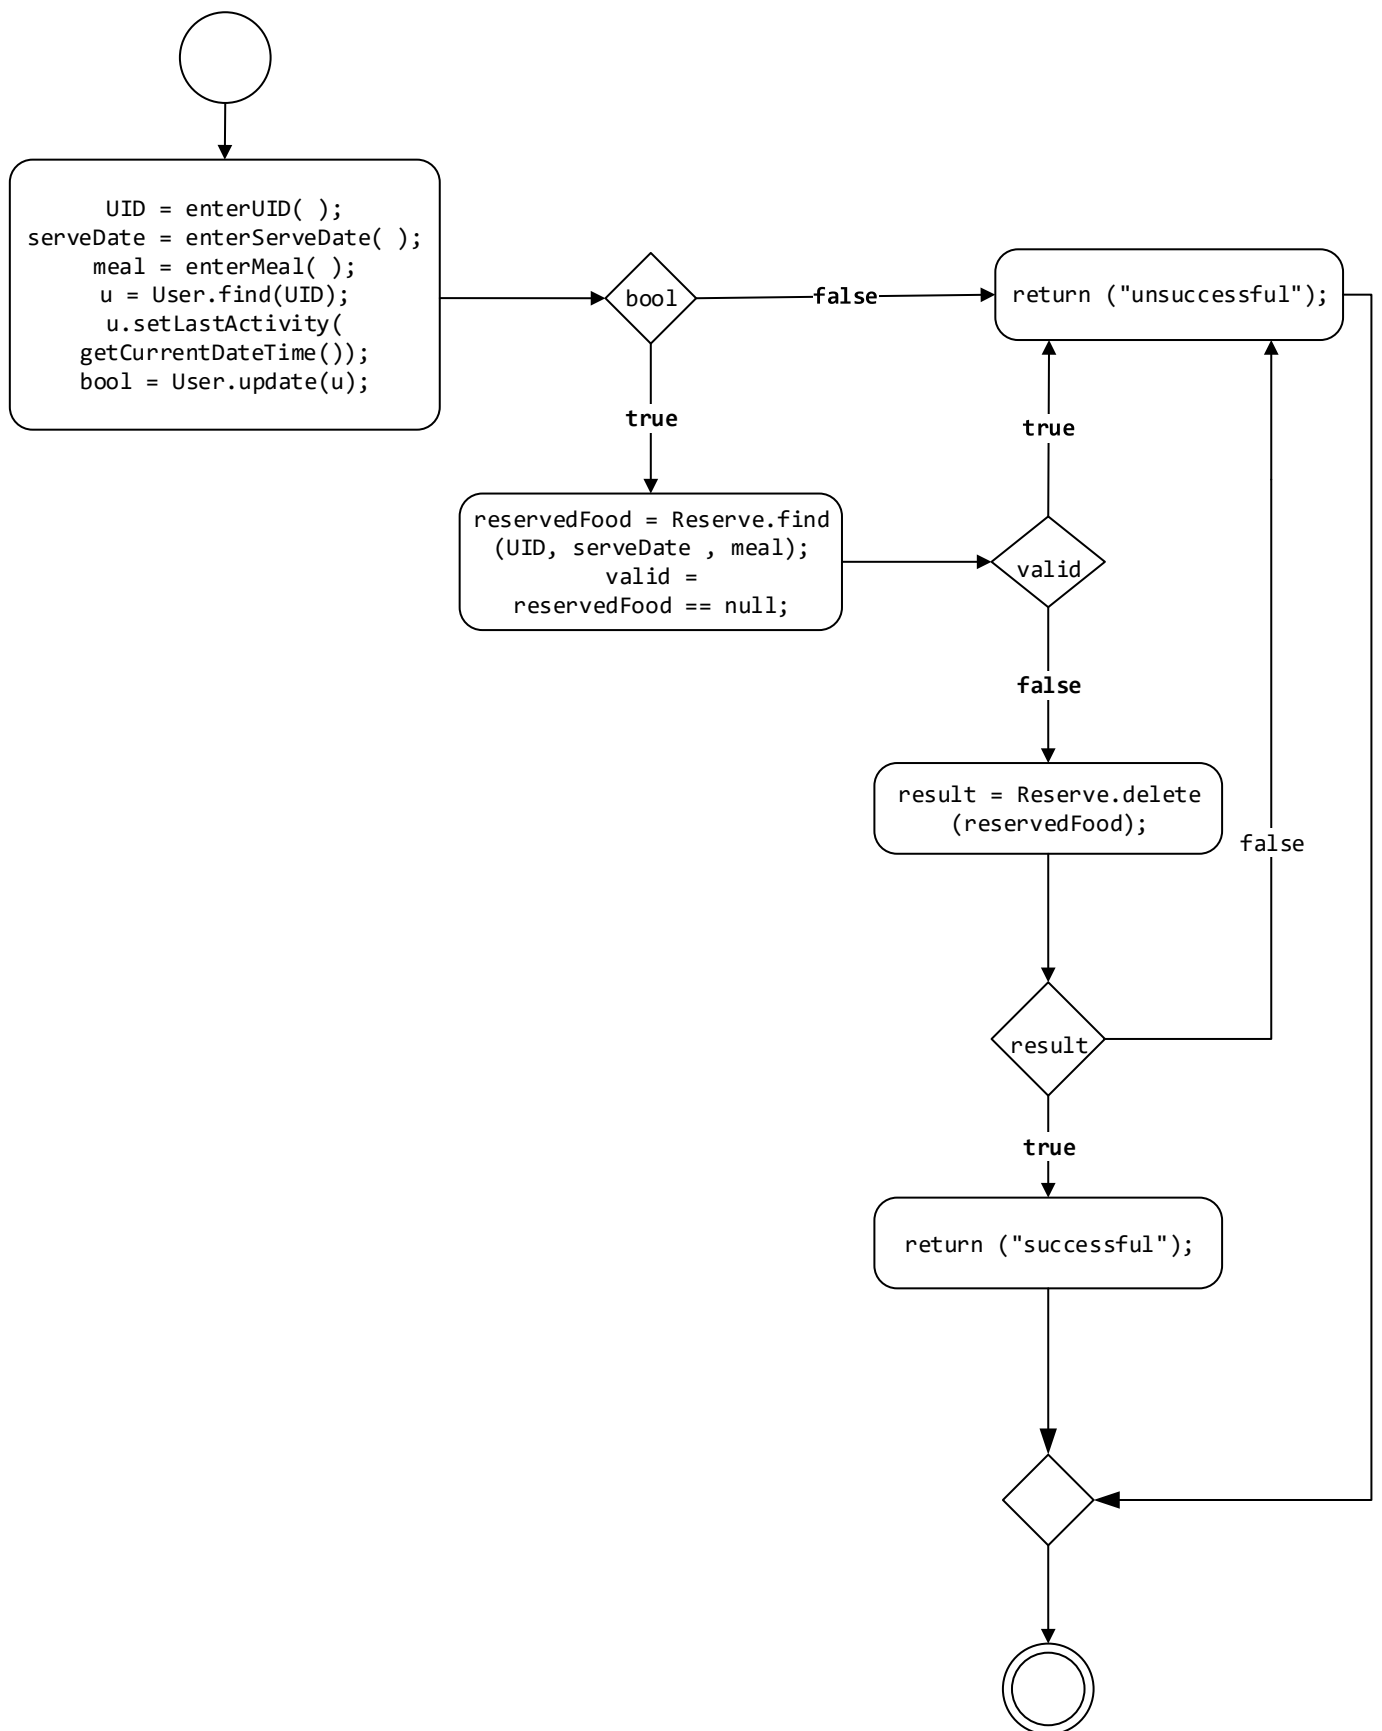 UID = enterUID( );
serveDate = enterServeDate( );
meal = enterMeal( );
u = User.find(UID);
u.setLastActivity(
getCurrentDateTime());
bool = User.update(u);
bool
false
return ("unsuccessful");
true
true
reservedFood = Reserve.find
(UID, serveDate , meal);
valid =
reservedFood == null;
valid
false
result = Reserve.delete
(reservedFood);
false
result
true
return ("successful");